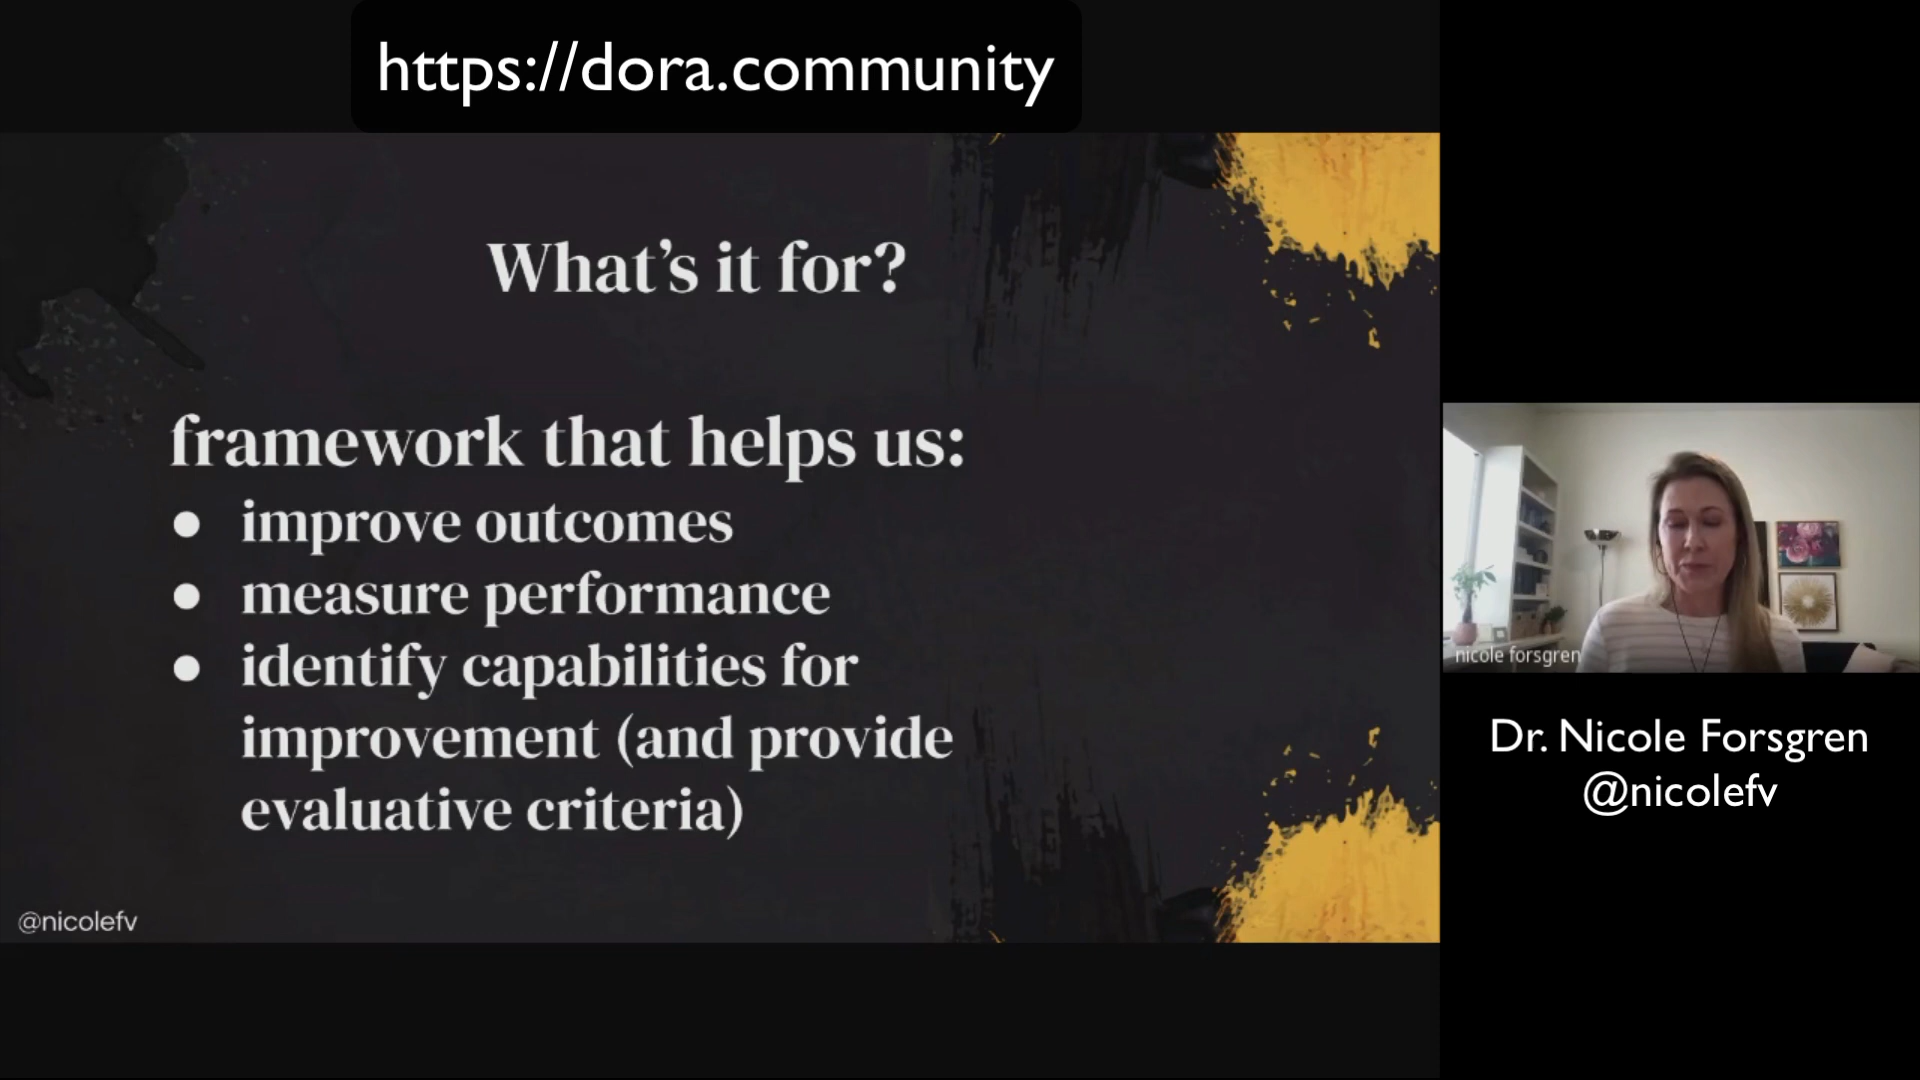 https://dora.community
What's it for?
framework that helps us:
● improve outcomes
● measure performance
● identify capabilities for
improvement (and provide
evaluative criteria)
@nicolefv
nicole forsgren
Dr. Nicole Forsgren
@nicolefv